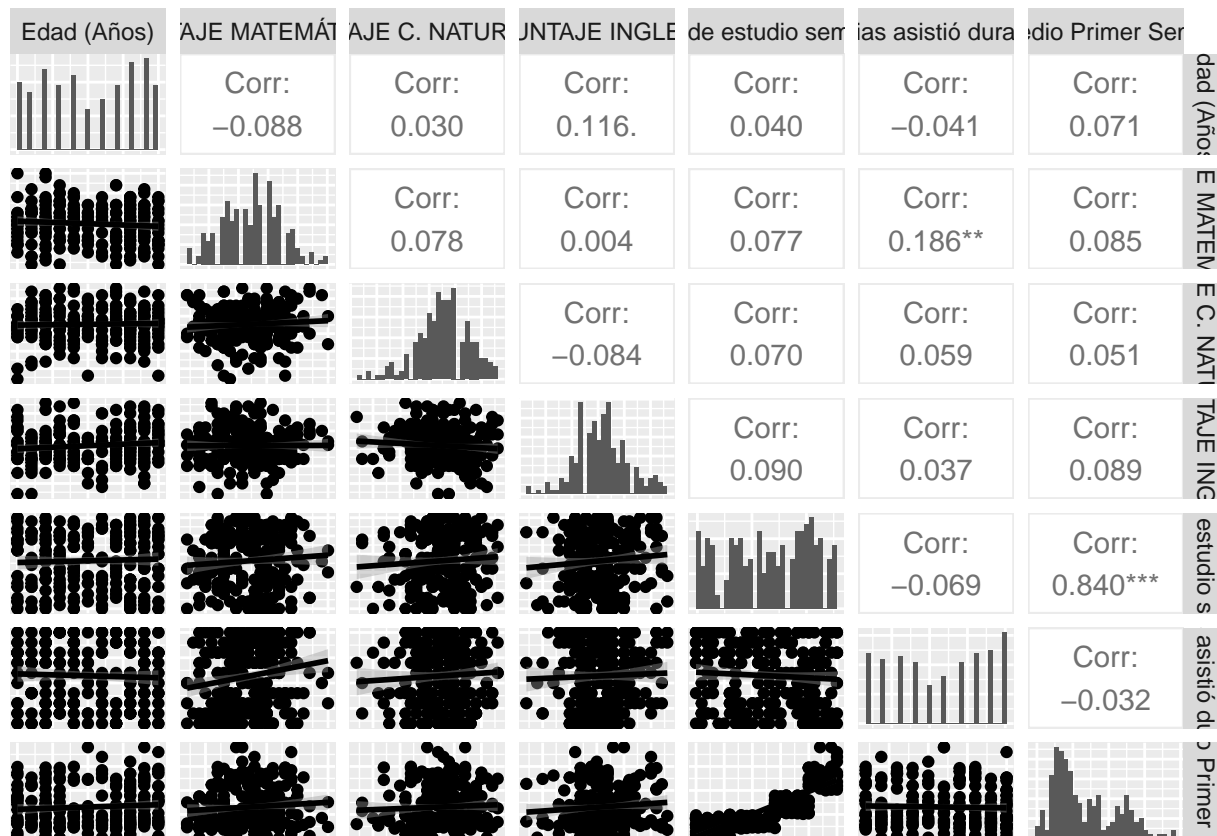 Edad (Años)
AJE MATEMÁT
AJE C. NATUR
UNTAJE INGLE
de estudio sem
ias asistió dura
edio Primer Ser
Corr:
−0.088
Corr:
0.030
Corr:
0.116.
Corr:
0.040
Corr:
−0.041
Corr:
0.071
dad (Años
Corr:
0.078
Corr:
0.004
Corr:
0.077
Corr:
0.186**
Corr:
0.085
E MATEM
Corr:
−0.084
Corr:
0.070
Corr:
0.059
Corr:
0.051
E C. NATU
Corr:
0.090
Corr:
0.037
Corr:
0.089
TAJE ING
Corr:
−0.069
Corr:
0.840***
estudio s
Corr:
−0.032
asistió du
o Primer